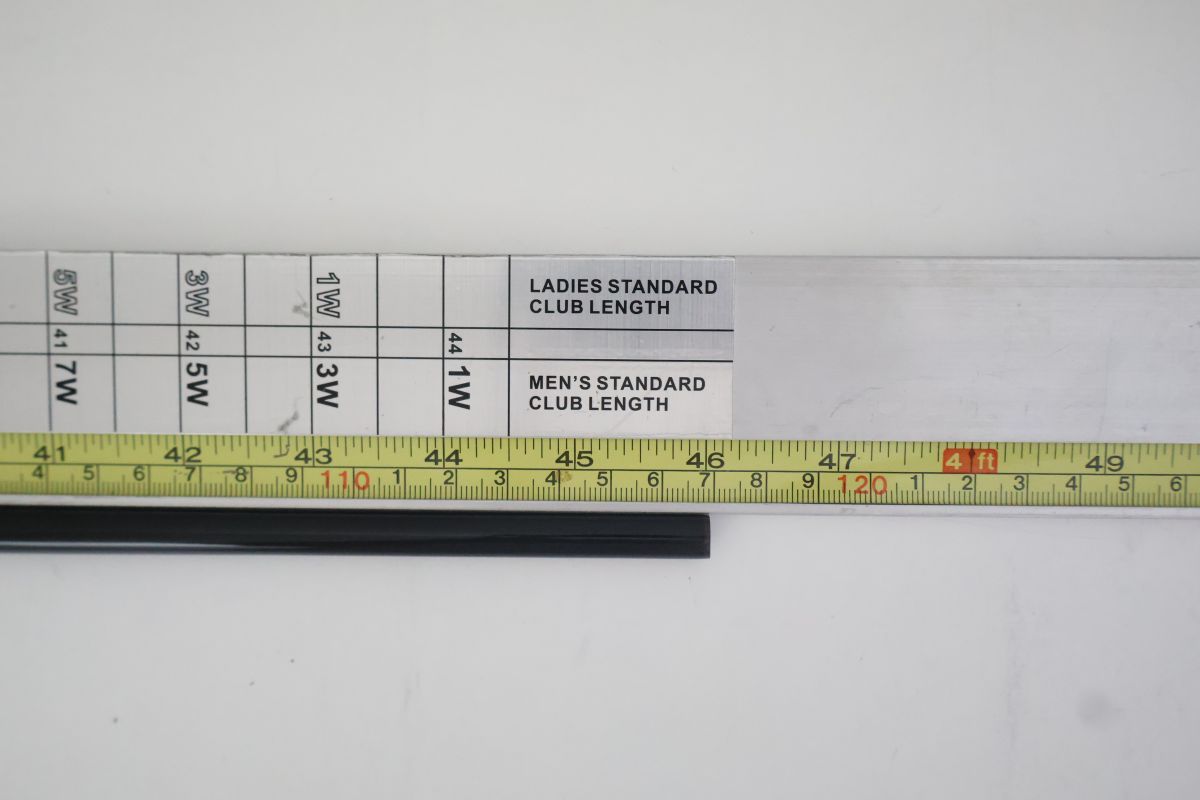 5W 3W 1W LADIES STANDARD
CLUB LENGTH
41 42 43 44
7W 5W 3W 1W MEN'S STANDARD
CLUB LENGTH
41 42 43 44 45 46 47 4 ft 49
4 5 6 7 8 9 110 1 2 3 4 5 6 7 8 9 120 1 2 3 4 5 6